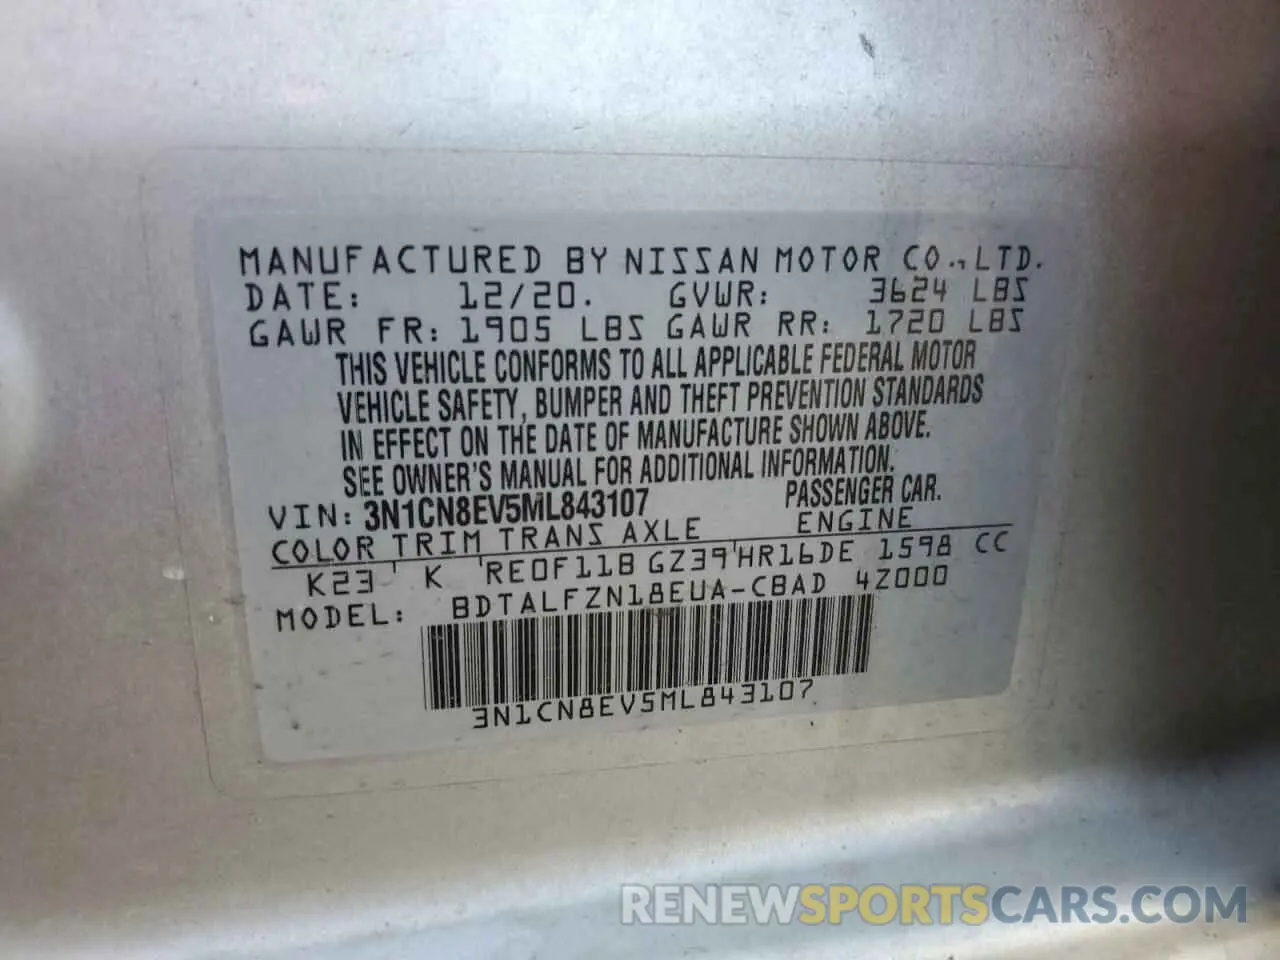 MANUFACTURED BY NISSAN MOTOR CO., LTD.
DATE: 12/20. GVWR: 3624 LBS
GAWR FR: 1905 LBS GAWR RR: 1720 LBS
THIS VEHICLE CONFORMS TO ALL APPLICABLE FEDERAL MOTOR
VEHICLE SAFETY, BUMPER AND THEFT PREVENTION STANDARDS
IN EFFECT ON THE DATE OF MANUFACTURE SHOWN ABOVE.
SEE OWNER'S MANUAL FOR ADDITIONAL INFORMATION.
VIN: 3N1CN8EV5ML843107 PASSENGER CAR.
COLOR TRIM TRANS AXLE ENGINE
K23 K RE0F11B GZ39 HR16DE 1598 CC
MODEL: BDTALFZN18EUA-CBAD 4Z000
3N1CN8EV5ML843107
RENEWSPORTSCARS.COM